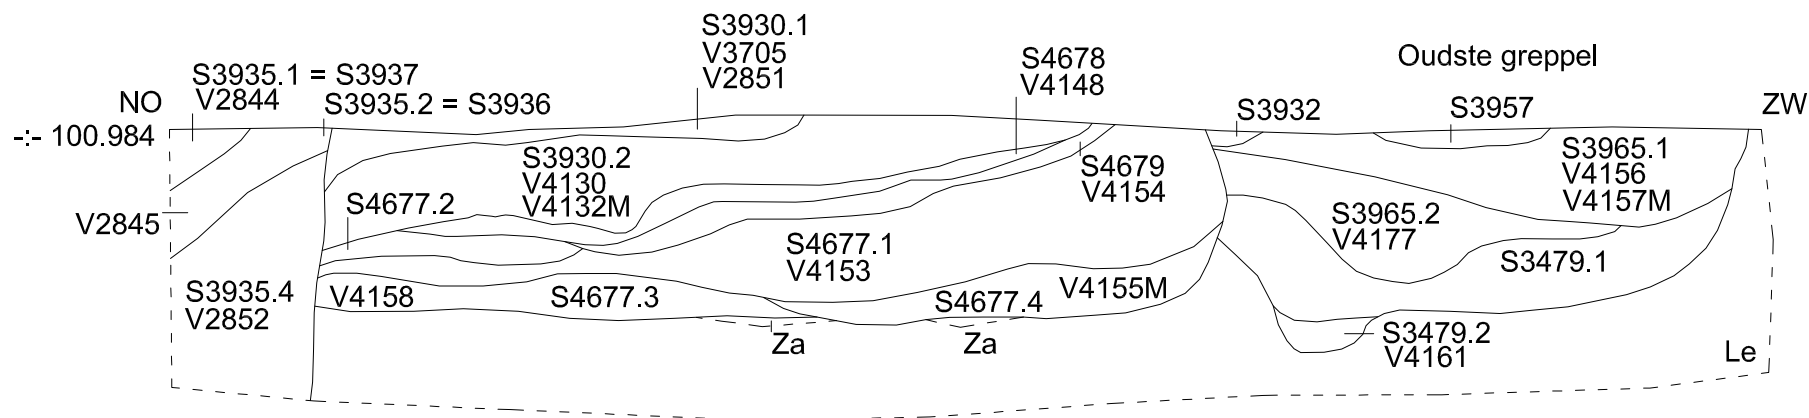 S3930.1
V3705
V2851
S4678
V4148
Oudste greppel
S3935.1 = S3937
V2844
NO
S3935.2 = S3936
S3932
S3957
ZW
-:- 100.984
S3930.2
V4130
V4132M
S4679
V4154
S3965.1
V4156
V4157M
S4677.2
V2845
S3965.2
V4177
S4677.1
V4153
S3479.1
S3935.4
V2852
V4158
S4677.3
S4677.4
V4155M
Za
Za
S3479.2
V4161
Le